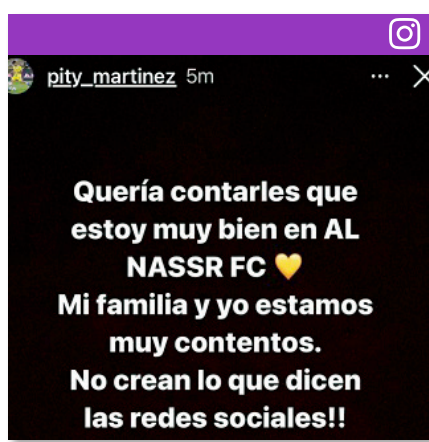 pity_martinez 5m
Quería contarles que
estoy muy bien en AL
NASSR FC 💛
Mi familia y yo estamos
muy contentos.
No crean lo que dicen
las redes sociales!!